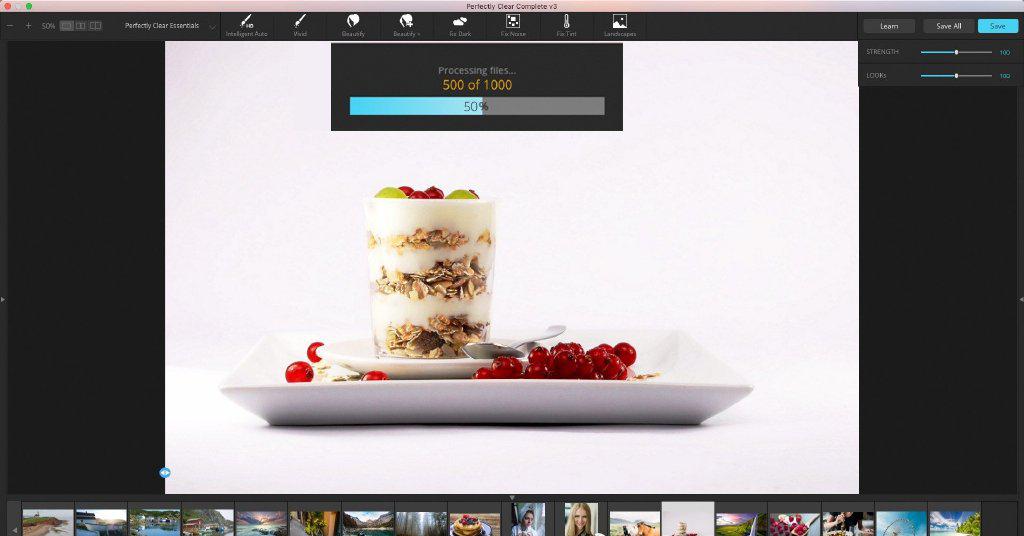 Perfectly Clear Complete v3
− + 50% Perfectly Clear Essentials
Intelligent Auto
HD
Vivid
Beautify
Beautify +
Fix Dark
Fix Noise
Fix Tint
Landscapes
Learn
Save All
Save
STRENGTH 100
LOOKs 100
Processing files...
500 of 1000
50%